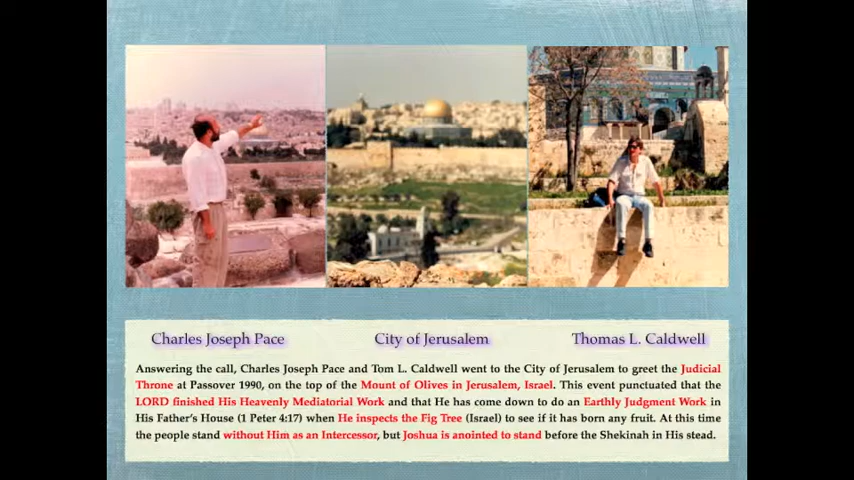 Charles Joseph Pace City of Jerusalem Thomas L. Caldwell
Answering the call, Charles Joseph Pace and Tom L. Caldwell went to the City of Jerusalem to greet the Judicial
Throne at Passover 1990, on the top of the Mount of Olives in Jerusalem, Israel. This event punctuated that the
LORD finished His Heavenly Mediatorial Work and that He has come down to do an Earthly Judgment Work in
His Father's House (1 Peter 4:17) when He inspects the Fig Tree (Israel) to see if it has born any fruit. At this time
the people stand without Him as an Intercessor, but Joshua is anointed to stand before the Shekinah in His stead.